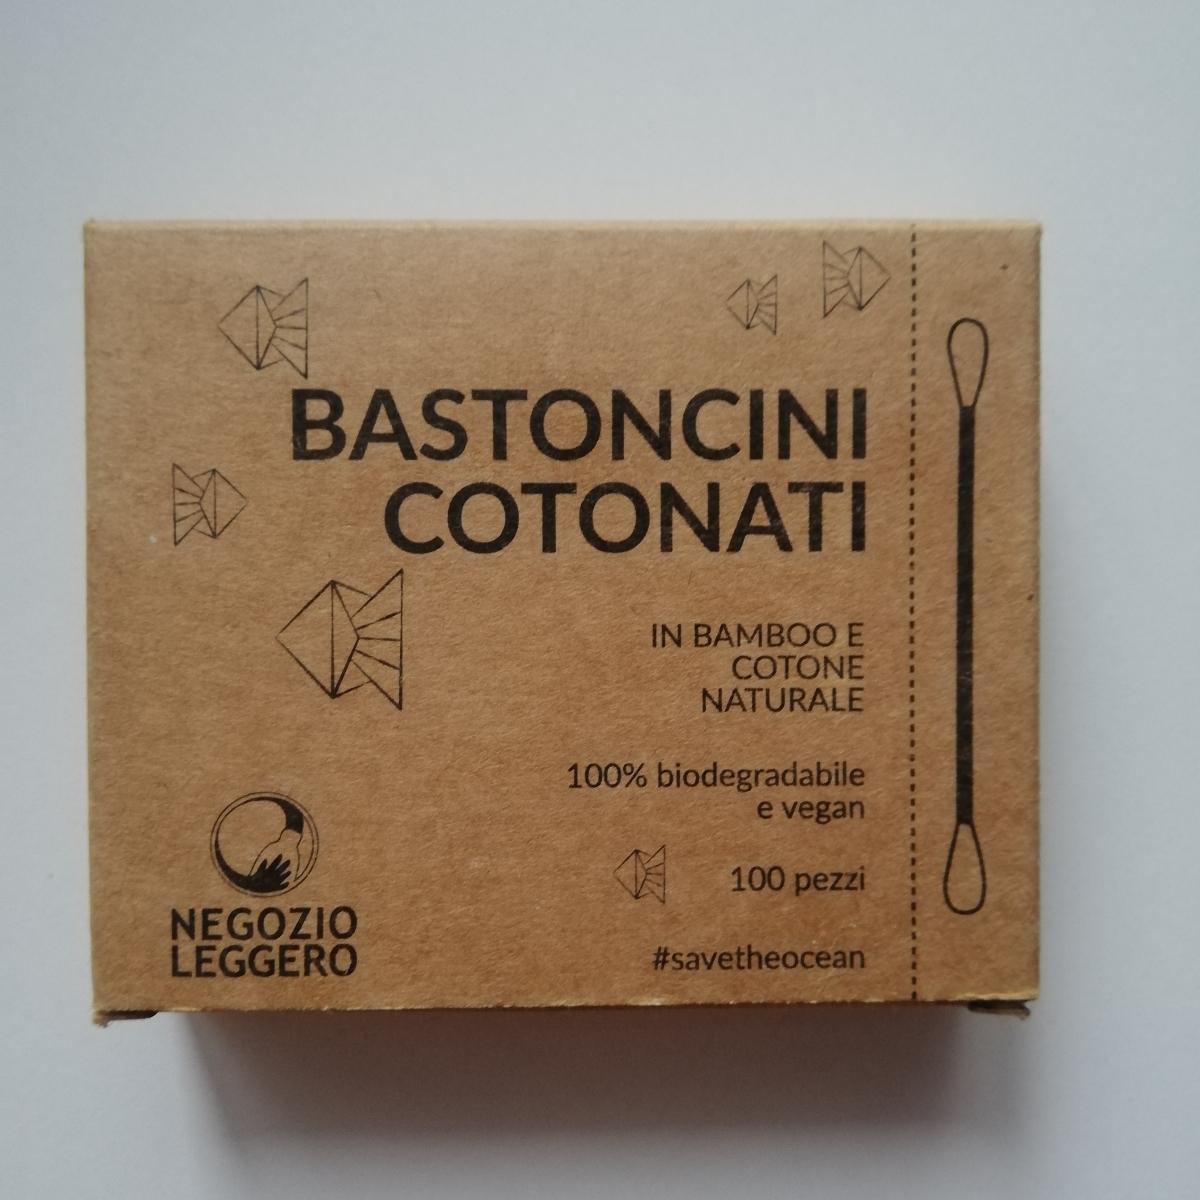 BASTONCINI
COTONATI
IN BAMBOO E
COTONE
NATURALE
100% biodegradabile
e vegan
100 pezzi
#savetheocean
NEGOZIO
LEGGERO